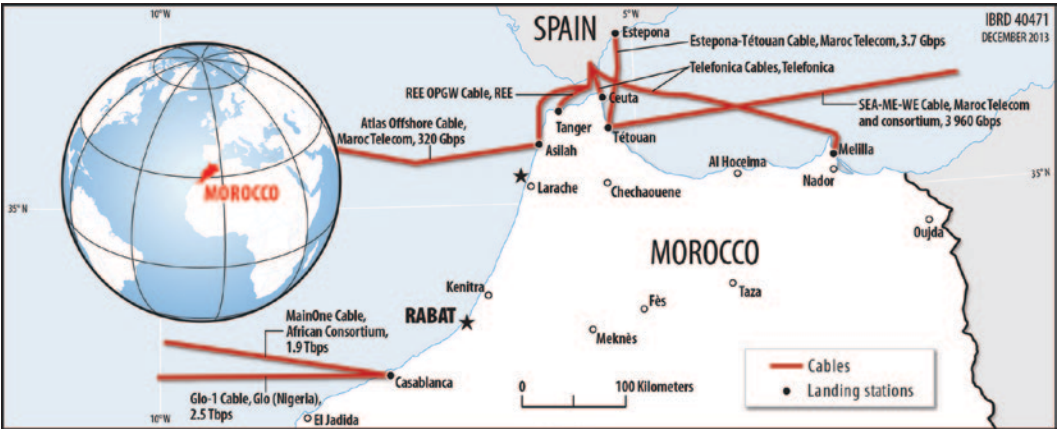 10°W
5°W
IBRD 40471
DECEMBER 2013
SPAIN
Estepona
Estepona-Tétouan Cable, Maroc Telecom, 3.7 Gbps
Telefonica Cables, Telefonica
REE OPGW Cable, REE
Ceuta
SEA-ME-WE Cable, Maroc Telecom
and consortium, 3 960 Gbps
Tanger
Atlas Offshore Cable,
Maroc Telecom, 320 Gbps
Tétouan
Asilah
Melilla
Al Hoceima
Nador
35°N
Larache
Chechaouene
MOROCCO
35°N
Oujda
MOROCCO
Kenitra
Taza
Fès
RABAT
MainOne Cable,
African Consortium,
1.9 Tbps
Meknès
Cables
Landing stations
Casablanca
0 100 Kilometers
Glo-1 Cable, Glo (Nigeria),
2.5 Tbps
10°W
El Jadida